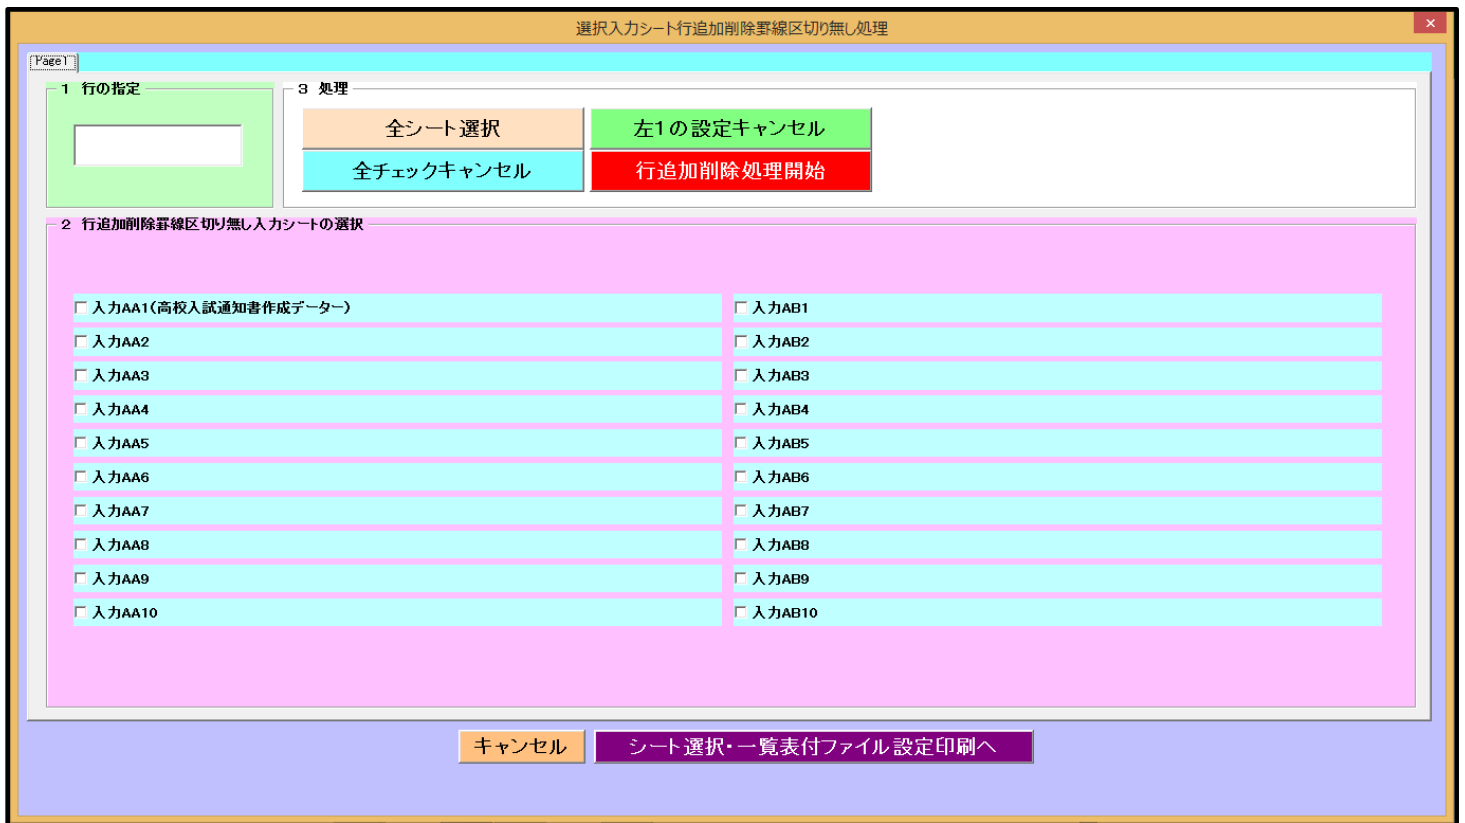 選択入力シート行追加削除罫線区切り無し処理
Page1
1 行の指定
3 処理
全シート選択
左1の設定キャンセル
全チェックキャンセル
行追加削除処理開始
2 行追加削除罫線区切り無し入力シートの選択
入力AA1(高校入試通知書作成データー)
入力AB1
入力AA2
入力AB2
入力AA3
入力AB3
入力AA4
入力AB4
入力AA5
入力AB5
入力AA6
入力AB6
入力AA7
入力AB7
入力AA8
入力AB8
入力AA9
入力AB9
入力AA10
入力AB10
キャンセル
シート選択・一覧表付ファイル設定印刷へ